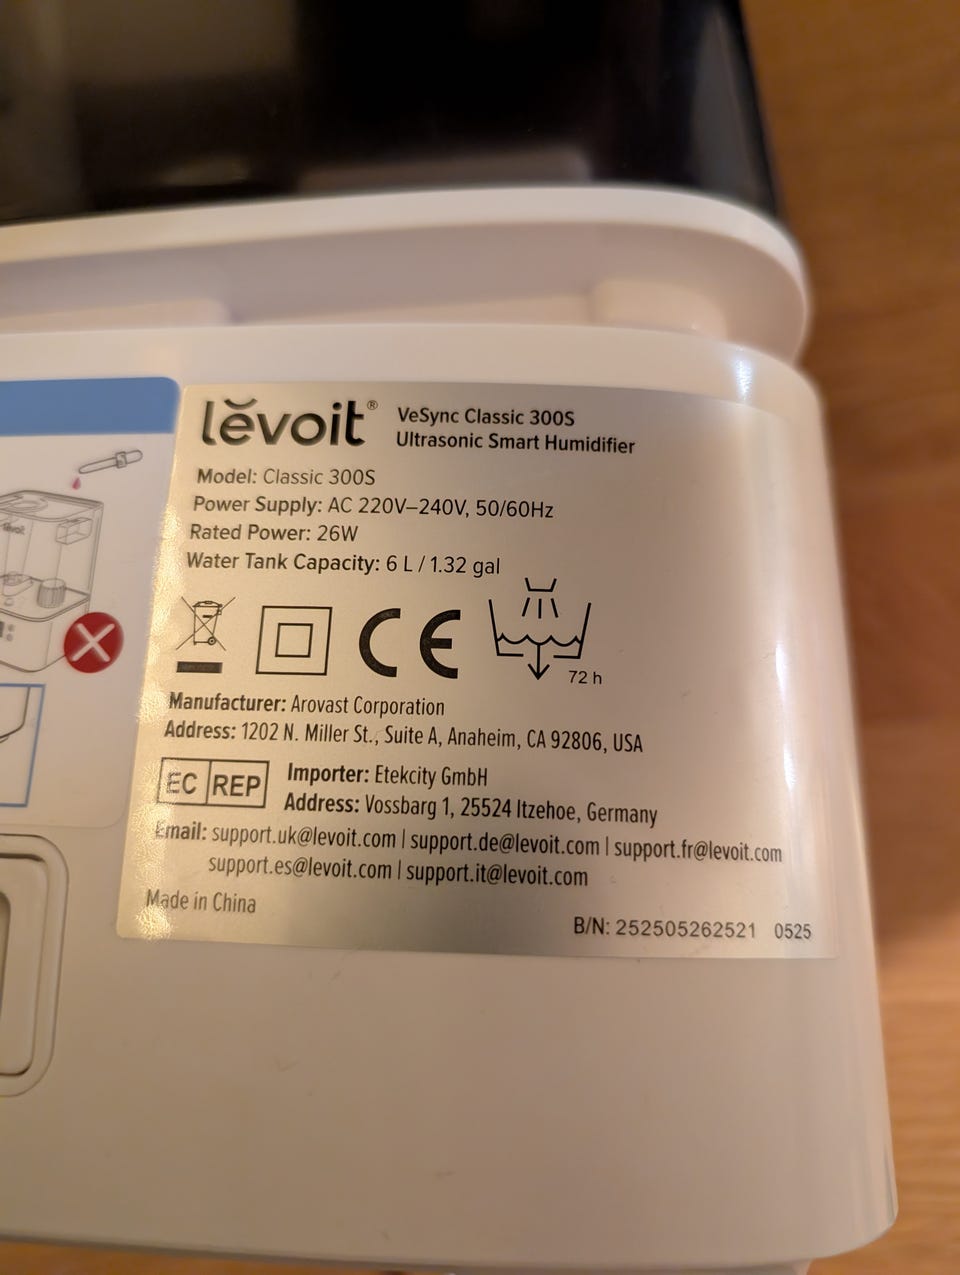 levoit®
VeSync Classic 300S
Ultrasonic Smart Humidifier
Model: Classic 300S
Power Supply: AC 220V–240V, 50/60Hz
Rated Power: 26W
Water Tank Capacity: 6 L / 1.32 gal
72 h
CE
Manufacturer: Arovast Corporation
Address: 1202 N. Miller St., Suite A, Anaheim, CA 92806, USA
EC REP
Importer: Etekcity GmbH
Address: Vossbarg 1, 25524 Itzehoe, Germany
Email: support.uk@levoit.com | support.de@levoit.com | support.fr@levoit.com
support.es@levoit.com | support.it@levoit.com
Made in China
B/N: 252505262521 0525
levoit